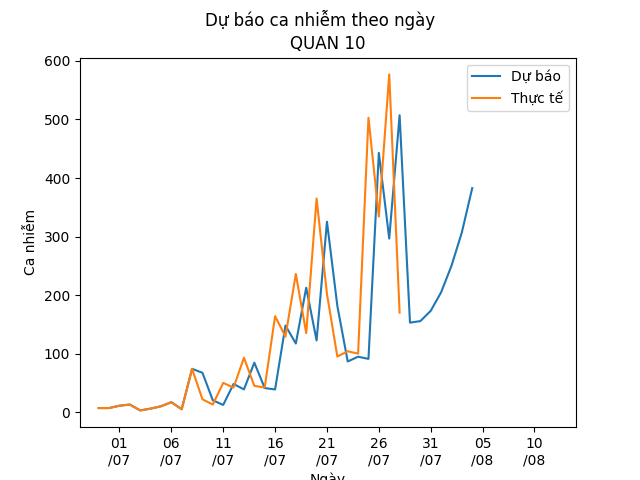 Dự báo ca nhiễm theo ngày
QUAN 10
Dự báo
Thực tế
Ca nhiễm
600
500
400
300
200
100
0
01 06 11 16 21 26 31 05 10
/07 /07 /07 /07 /07 /07 /07 /08 /08
Ngày